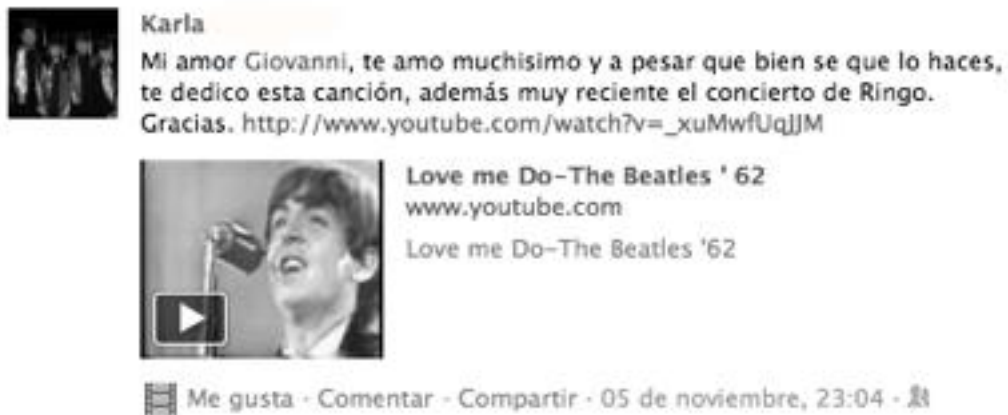 Karla
Mi amor Giovanni, te amo muchisimo y a pesar que bien se que lo haces,
te dedico esta canción, además muy reciente el concierto de Ringo.
Gracias. http://www.youtube.com/watch?v=_xuMwfUqJJM
Love me Do-The Beatles ' 62
www.youtube.com
Love me Do-The Beatles '62
Me gusta · Comentar · Compartir · 05 de noviembre, 23:04 ·